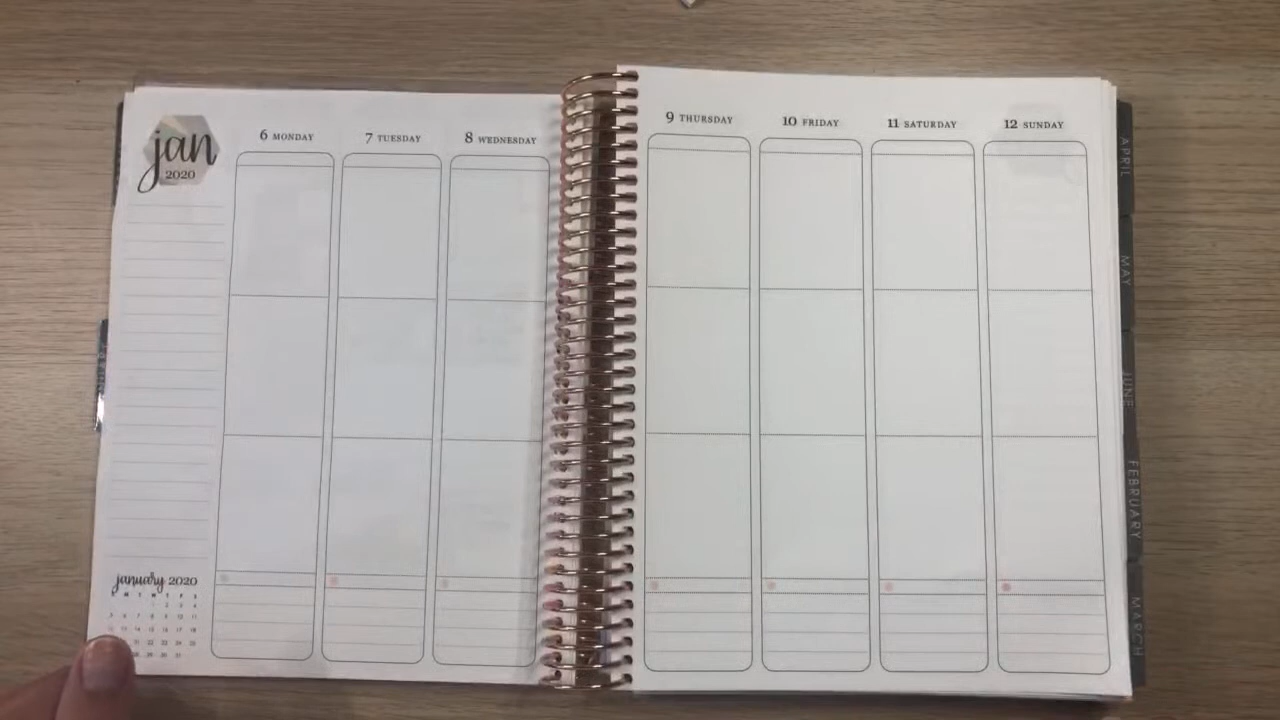 jan
2020
6 MONDAY
7 TUESDAY
8 WEDNESDAY
9 THURSDAY
10 FRIDAY
11 SATURDAY
12 SUNDAY
january 2020
APRIL
MAY
JUNE
FEBRUARY
MARCH